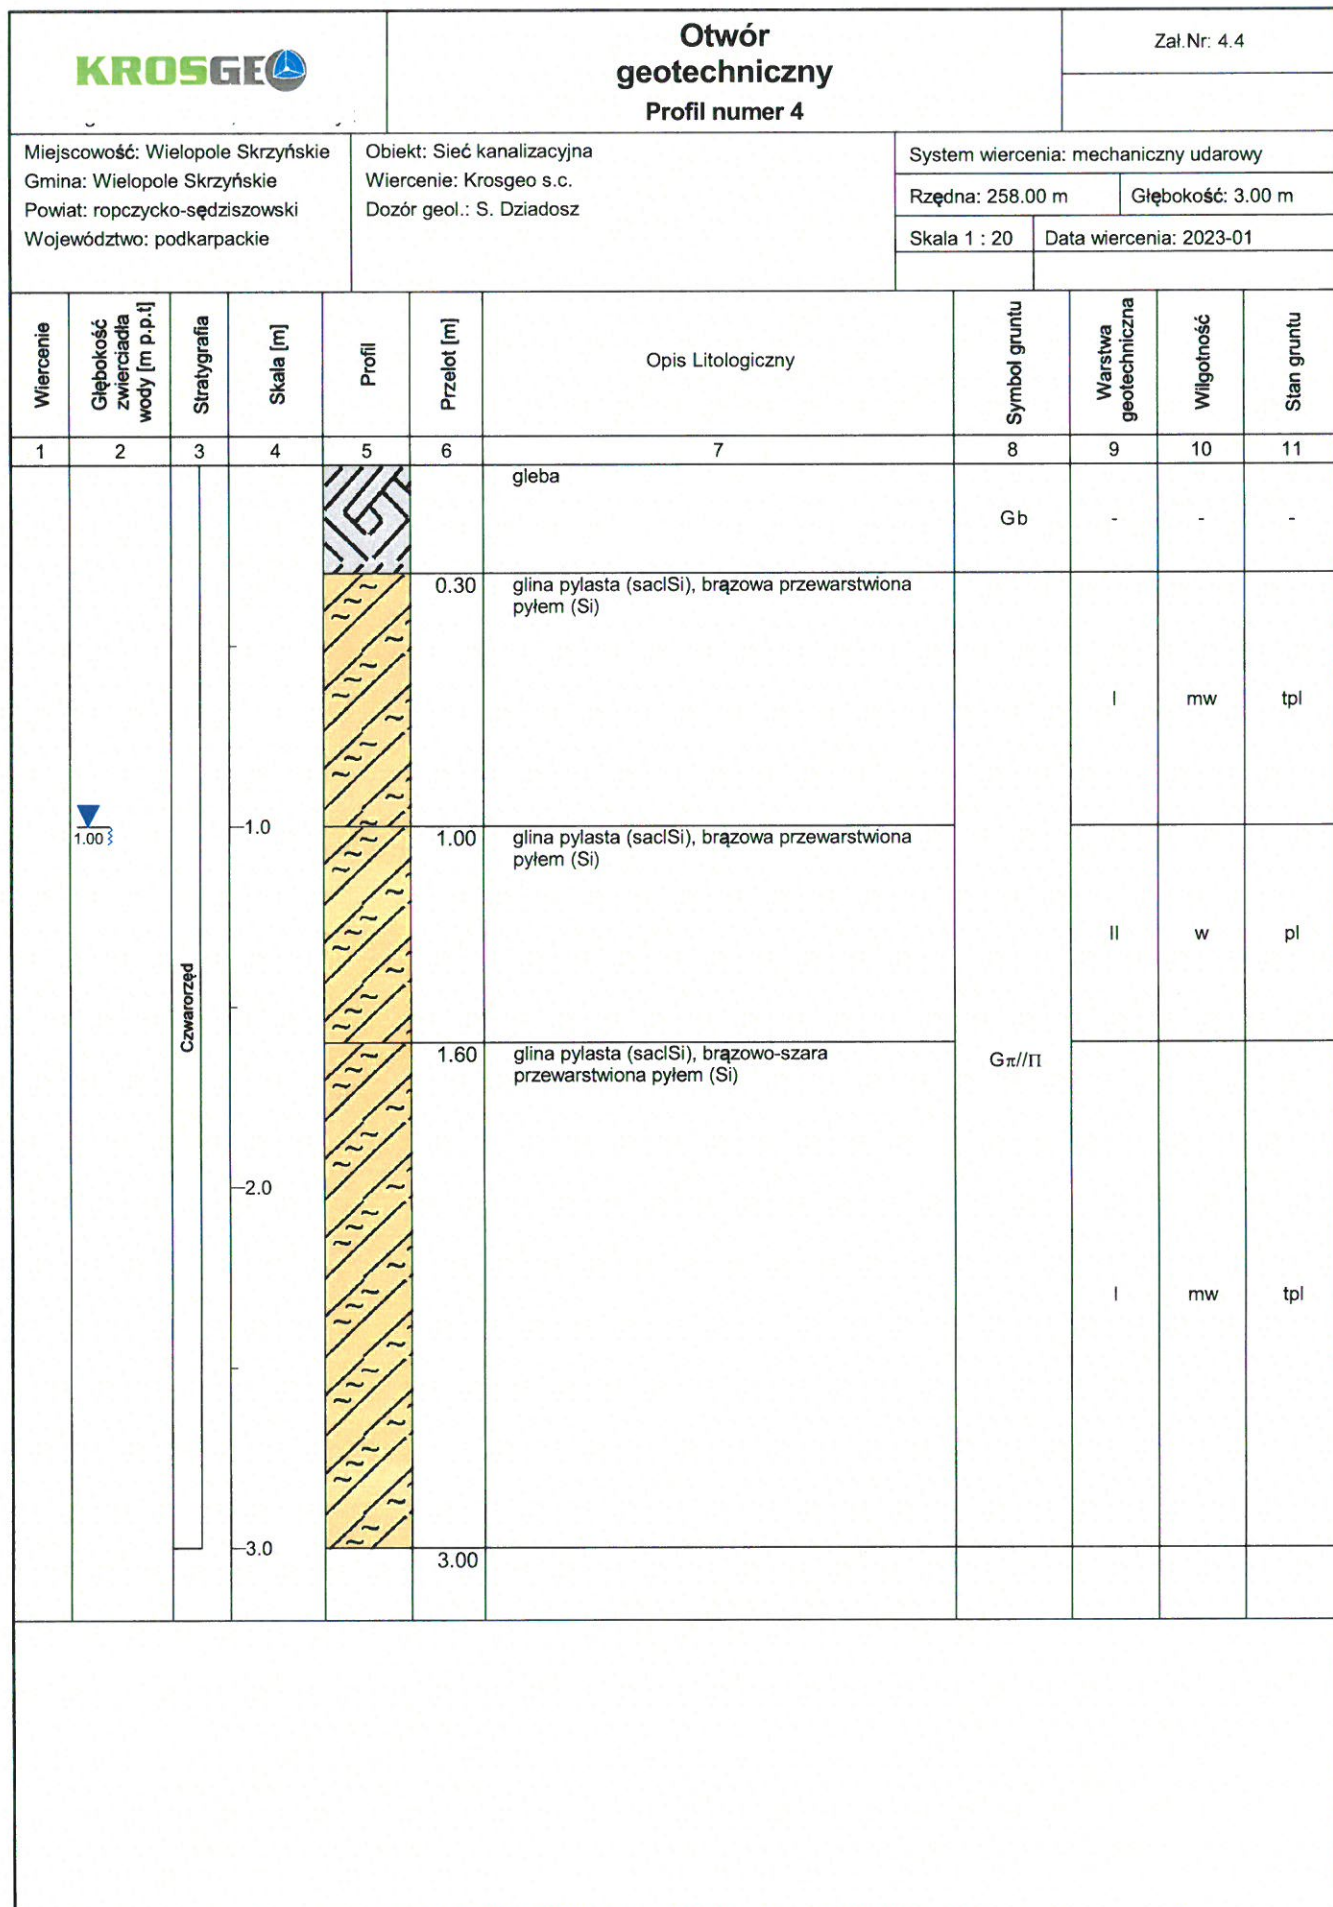 KROSGEO
Otwór
geotechniczny
Profil numer 4
Zał.Nr: 4.4
Miejscowość: Wielopole Skrzyńskie
Gmina: Wielopole Skrzyńskie
Powiat: ropczycko-sędziszowski
Województwo: podkarpackie
Obiekt: Sieć kanalizacyjna
Wiercenie: Krosgeo s.c.
Dozór geol.: S. Dziadosz
System wiercenia: mechaniczny udarowy
Rzędna: 258.00 m
Głębokość: 3.00 m
Skala 1 : 20
Data wiercenia: 2023-01
Wiercenie
Głębokość
zwierciadła
wody [m p.p.t]
Stratygrafia
Skala [m]
Profil
Przelot [m]
Opis Litologiczny
Symbol gruntu
Warstwa
geotechniczna
Wilgotność
Stan gruntu
1 2 3 4 5 6 7 8 9 10 11
gleba
Gb - - -
0.30 glina pylasta (saclSi), brązowa przewarstwiona
pyłem (Si)
I mw tpl
1.00
1.0
1.00 glina pylasta (saclSi), brązowa przewarstwiona
pyłem (Si)
II w pl
Czwarorzęd
1.60 glina pylasta (saclSi), brązowo-szara
przewarstwiona pyłem (Si)
Gπ//Π
2.0
I mw tpl
3.0
3.00